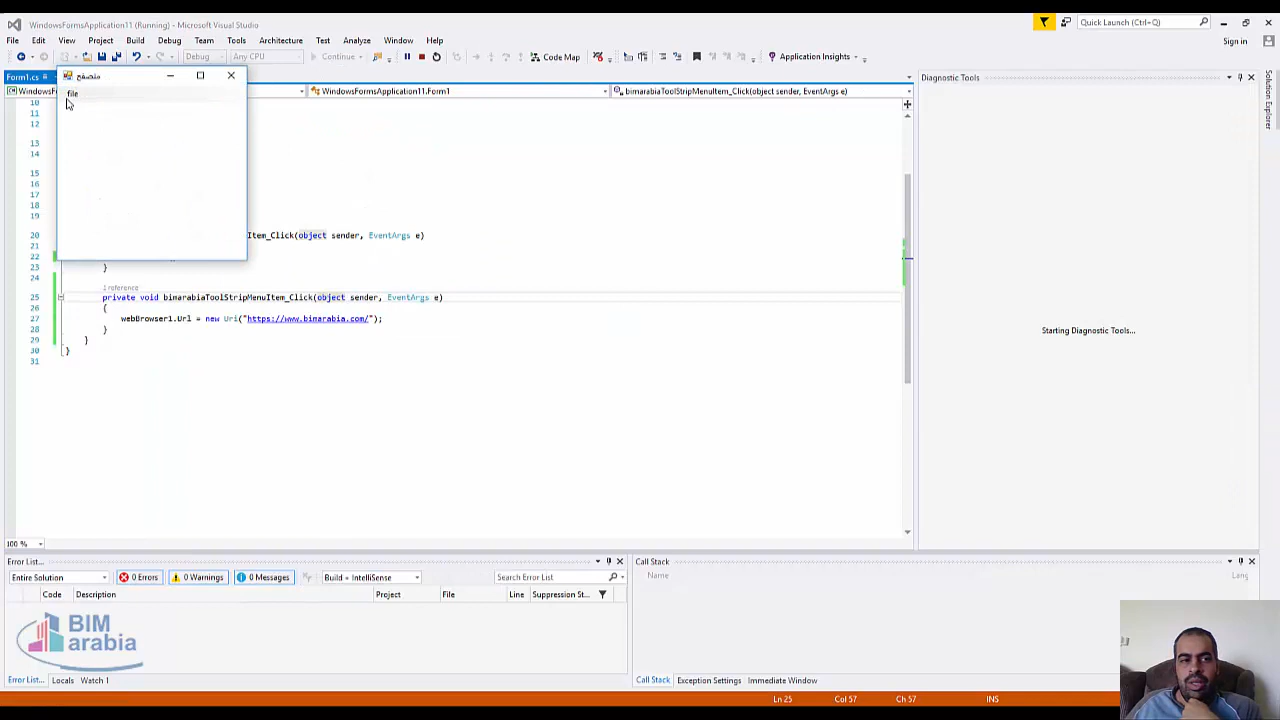 WindowsFormsApplication11 (Running) - Microsoft Visual Studio
Quick Launch (Ctrl+Q)
File Edit View Project Build Debug Team Tools Architecture Test Analyze Window Help
Sign in
Debug Any CPU Continue Code Map Application Insights
Form1.cs
متصفح
Diagnostic Tools
Solution Explorer
WindowsFo
WindowsFormsApplication11.Form1
bimarabiaToolStripMenuItem_Click(object sender, EventArgs e)
file
10
11
12
13
14
15
16
17
18
19
20 Item_Click(object sender, EventArgs e)
21
22
23 }
24
1 reference
25 private void bimarabiaToolStripMenuItem_Click(object sender, EventArgs e)
26 {
27 webBrowser1.Url = new Uri("https://www.bimarabia.com/");
28 }
29 }
30 }
31
Starting Diagnostic Tools...
100 %
Error List...
Call Stack
Entire Solution 0 Errors 0 Warnings 0 Messages Build + IntelliSense Search Error List
Name Lang
Code Description Project File Line Suppression St...
BIM
arabia
Error List... Locals Watch 1
Call Stack Exception Settings Immediate Window
Ln 25 Col 57 Ch 57 INS